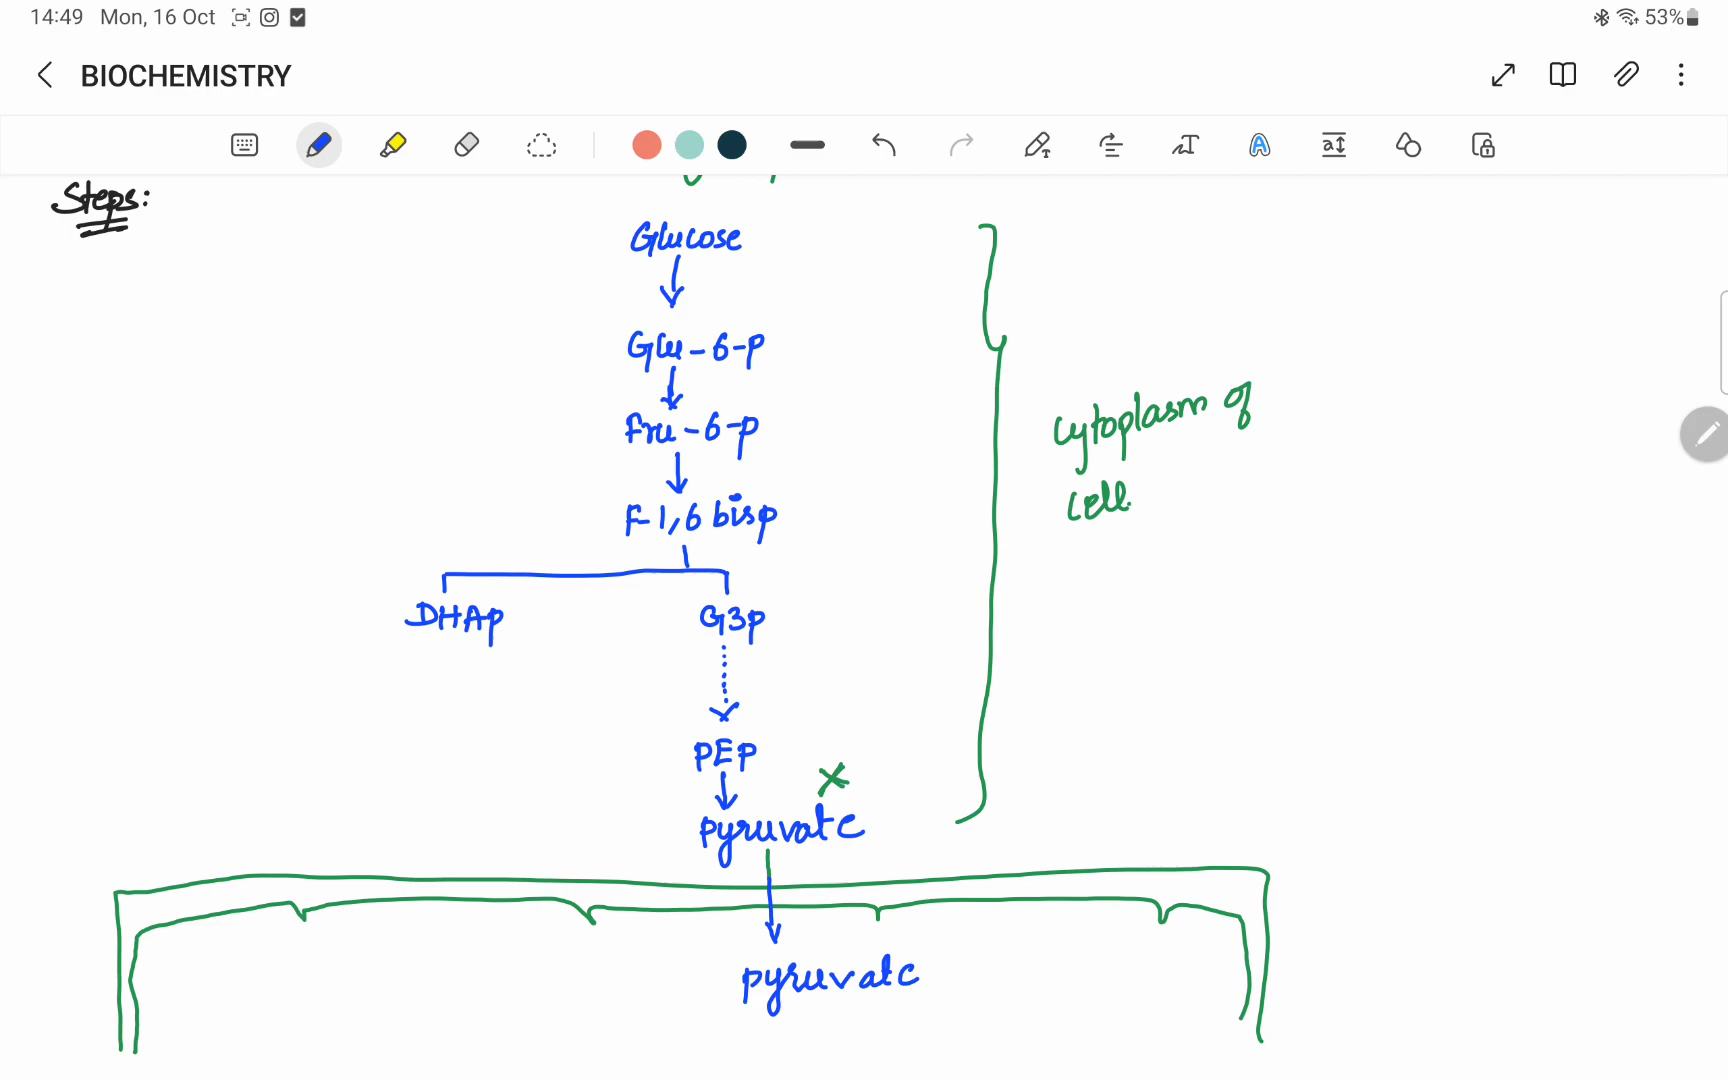 14:49 Mon, 16 Oct 53%
BIOCHEMISTRY
Steps:
Glucose
Glu-6-p
Fru-6-p
F-1,6 bisp
cytoplasm of
cell.
DHAp G3p
PEp
pyruvate
pyruvate